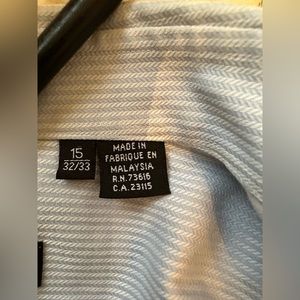 15
32/33
MADE IN
FABRIQUE EN
MALAYSIA
R.N.73616
C.A.23115